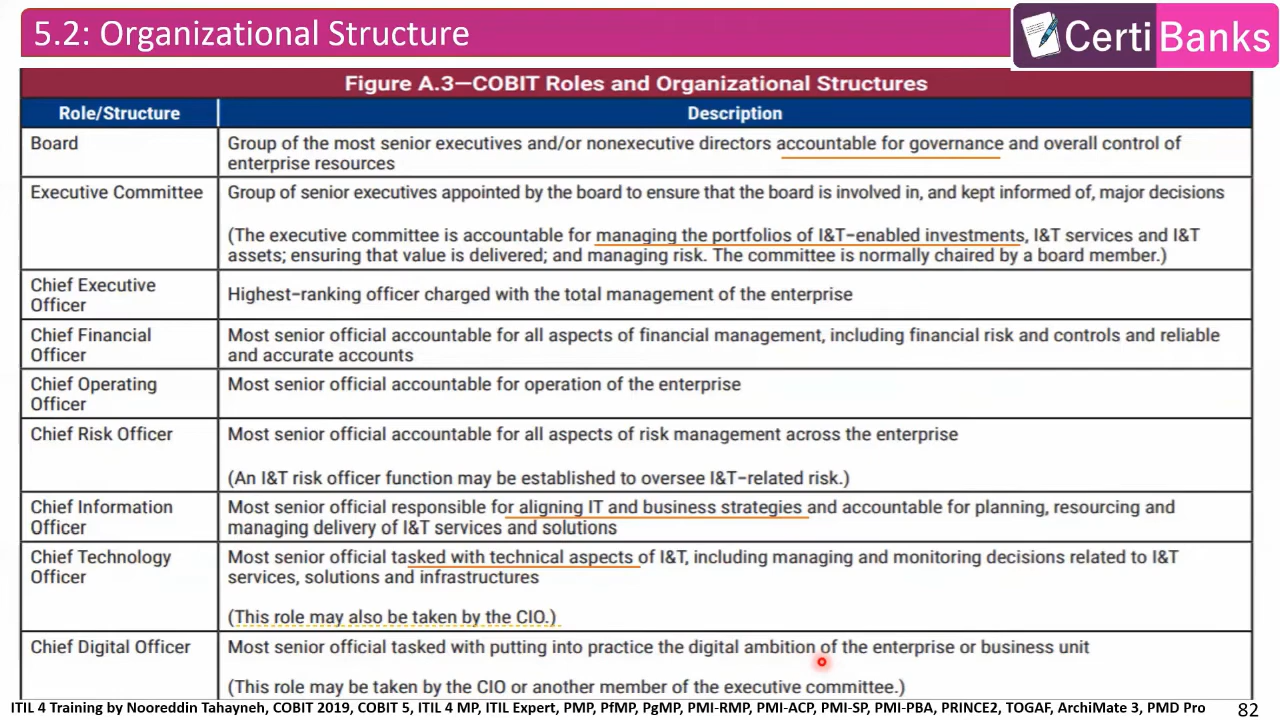 5.2: Organizational Structure
CertiBanks
Figure A.3—COBIT Roles and Organizational Structures
Role/Structure
Description
Board
Group of the most senior executives and/or nonexecutive directors accountable for governance and overall control of
enterprise resources
Executive Committee
Group of senior executives appointed by the board to ensure that the board is involved in, and kept informed of, major decisions
(The executive committee is accountable for managing the portfolios of I&T-enabled investments, I&T services and I&T
assets; ensuring that value is delivered; and managing risk. The committee is normally chaired by a board member.)
Chief Executive
Officer
Highest-ranking officer charged with the total management of the enterprise
Chief Financial
Officer
Most senior official accountable for all aspects of financial management, including financial risk and controls and reliable
and accurate accounts
Chief Operating
Officer
Most senior official accountable for operation of the enterprise
Chief Risk Officer
Most senior official accountable for all aspects of risk management across the enterprise
(An I&T risk officer function may be established to oversee I&T-related risk.)
Chief Information
Officer
Most senior official responsible for aligning IT and business strategies and accountable for planning, resourcing and
managing delivery of I&T services and solutions
Chief Technology
Officer
Most senior official tasked with technical aspects of I&T, including managing and monitoring decisions related to I&T
services, solutions and infrastructures
(This role may also be taken by the CIO.)
Chief Digital Officer
Most senior official tasked with putting into practice the digital ambition of the enterprise or business unit
(This role may be taken by the CIO or another member of the executive committee.)
ITIL 4 Training by Nooreddin Tahayneh, COBIT 2019, COBIT 5, ITIL 4 MP, ITIL Expert, PMP, PfMP, PgMP, PMI-RMP, PMI-ACP, PMI-SP, PMI-PBA, PRINCE2, TOGAF, ArchiMate 3, PMD Pro
82